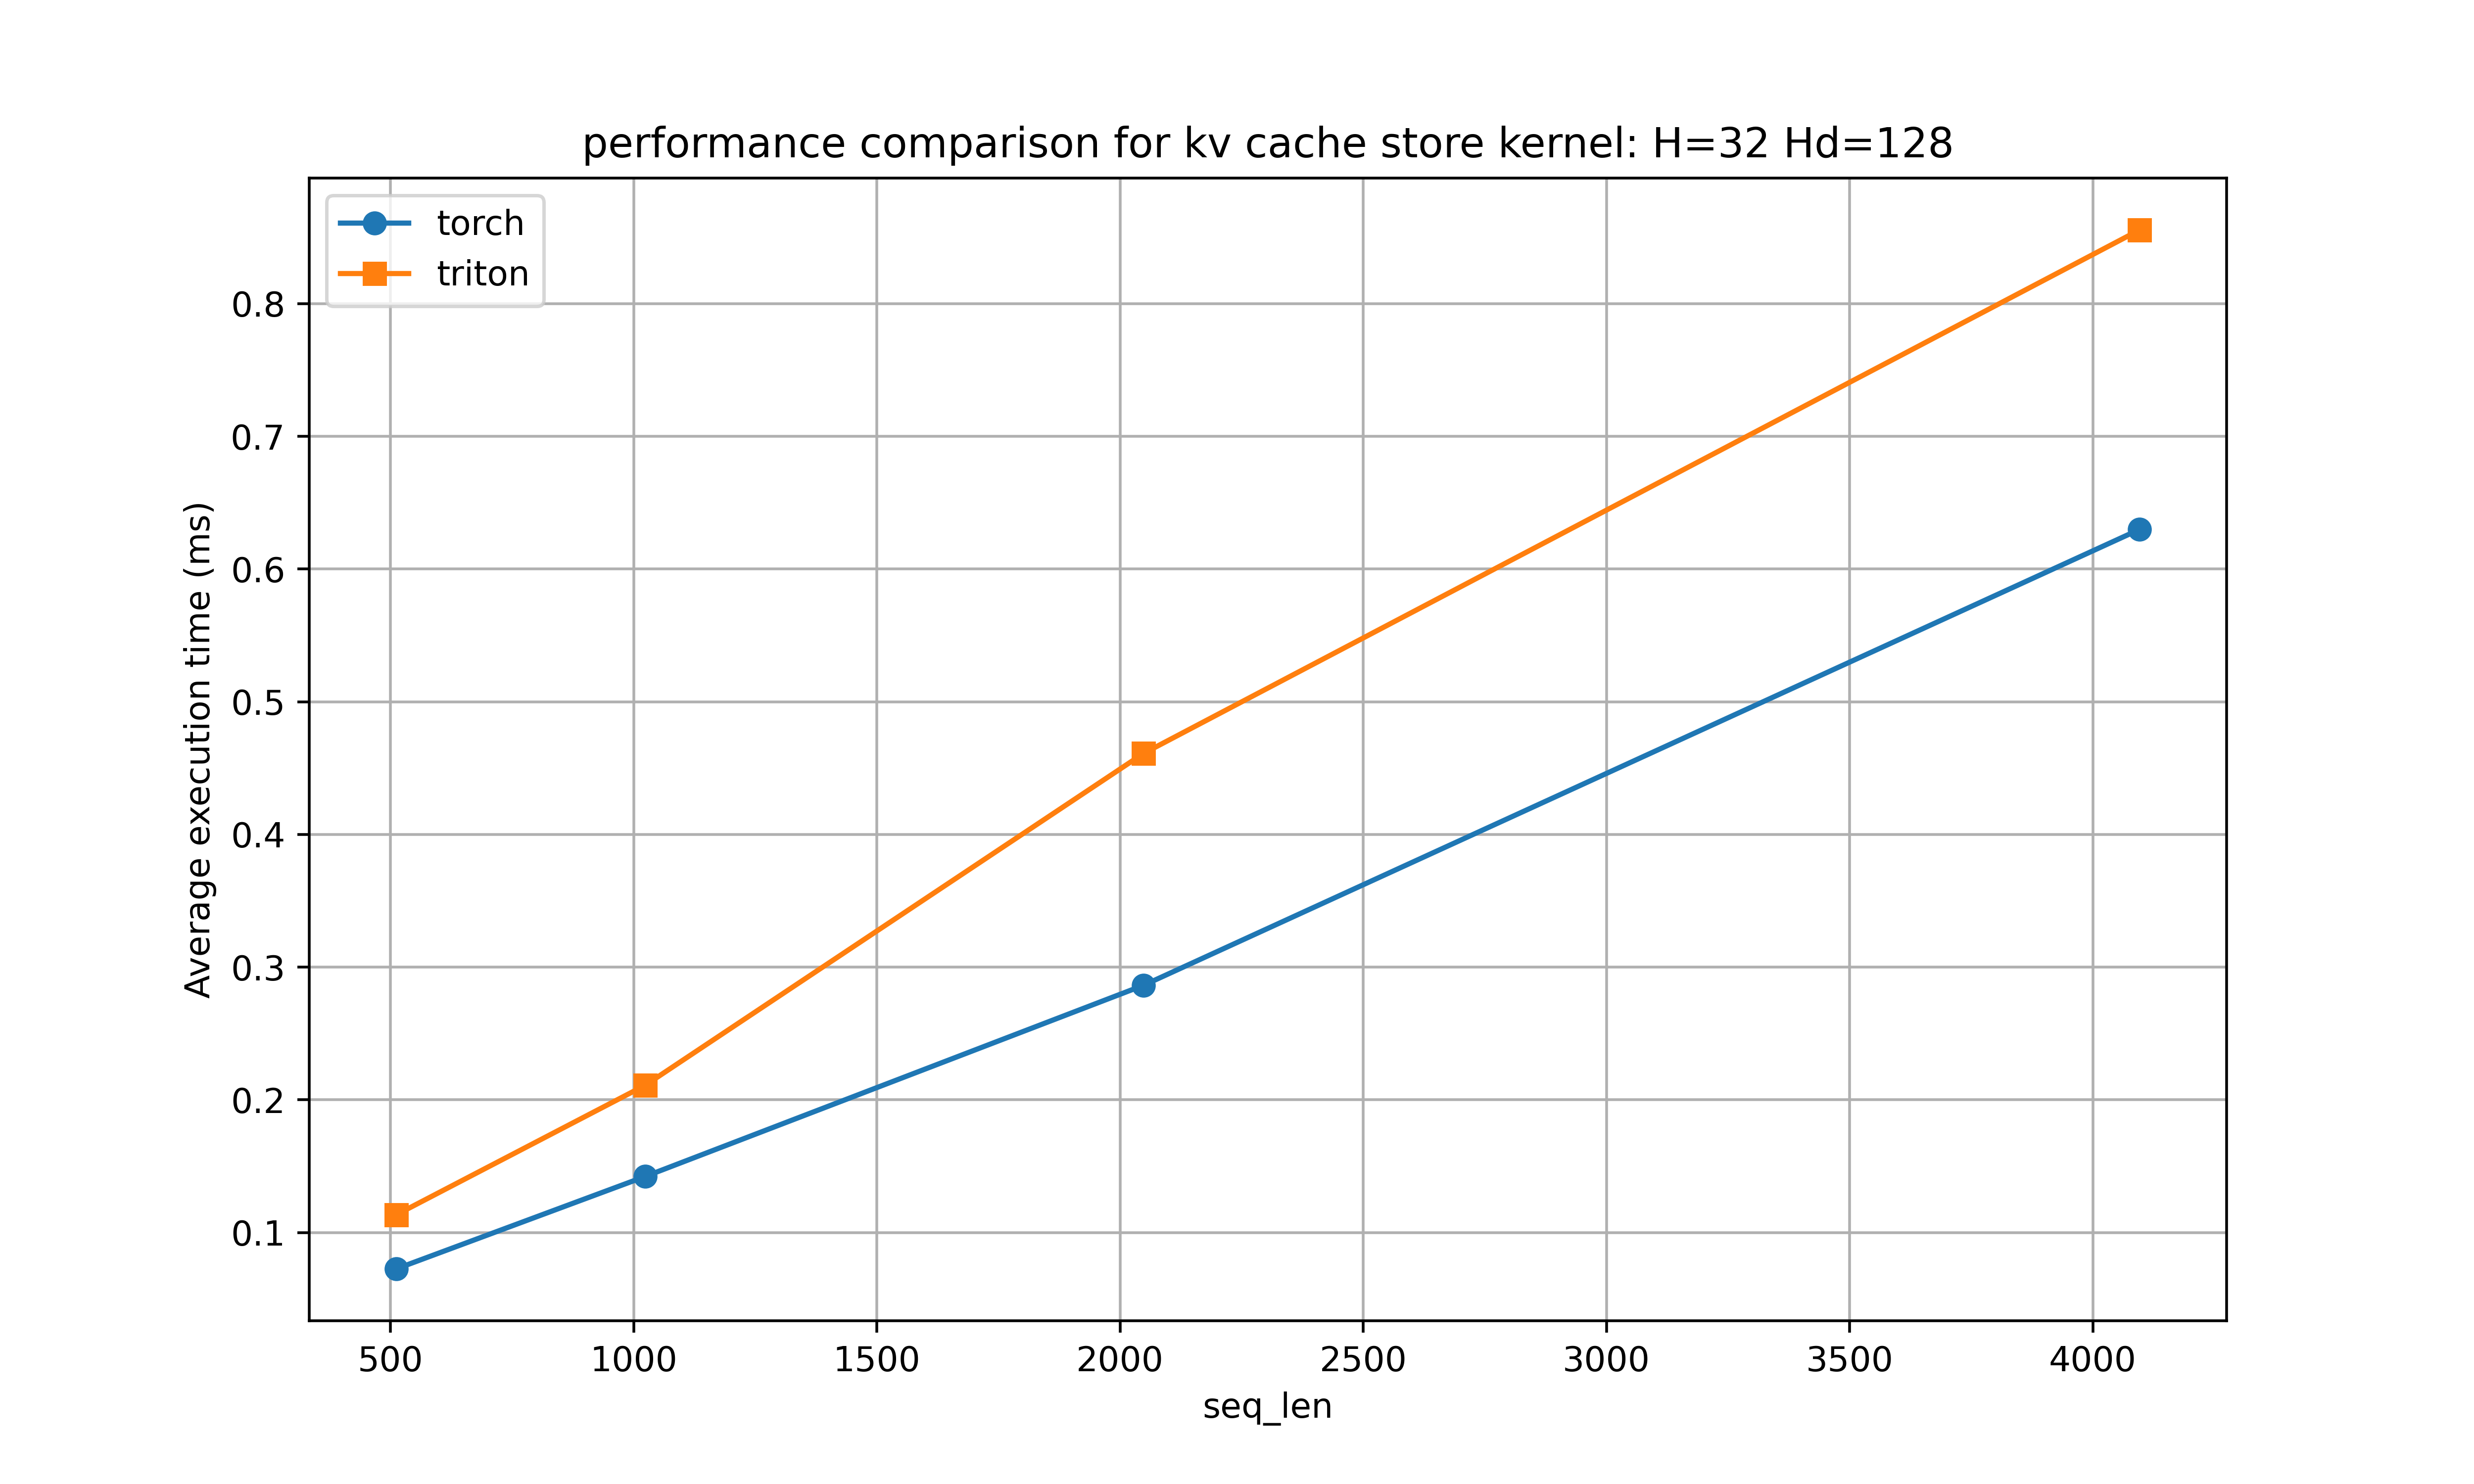 performance comparison for kv cache store kernel: H=32 Hd=128
torch
triton
0.8
0.7
0.6
0.5
0.4
0.3
0.2
0.1
Average execution time (ms)
500 1000 1500 2000 2500 3000 3500 4000
seq_len